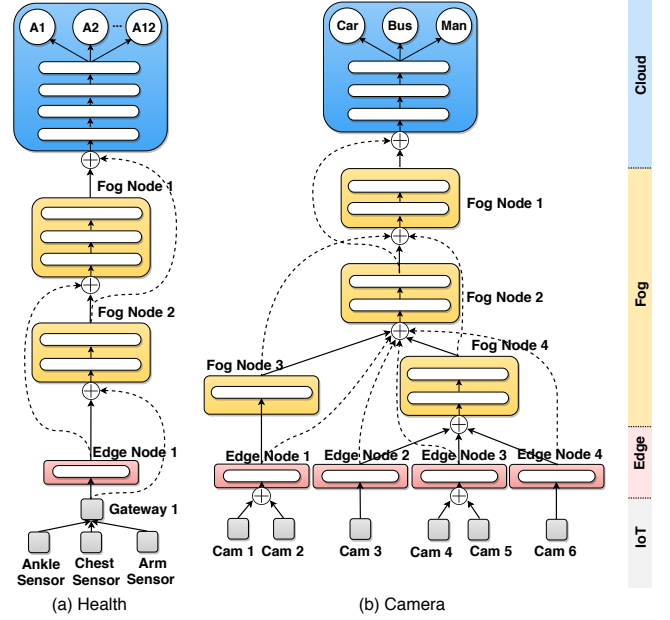 A1
A2
...
A12
Fog Node 1
Fog Node 2
Edge Node 1
Gateway 1
Ankle
Sensor
Chest
Sensor
Arm
Sensor
(a) Health
Car
Bus
Man
Fog Node 1
Fog Node 2
Fog Node 3
Fog Node 4
Edge Node 1
Edge Node 2
Edge Node 3
Edge Node 4
Cam 1
Cam 2
Cam 3
Cam 4
Cam 5
Cam 6
(b) Camera
Cloud
Fog
Edge
IoT